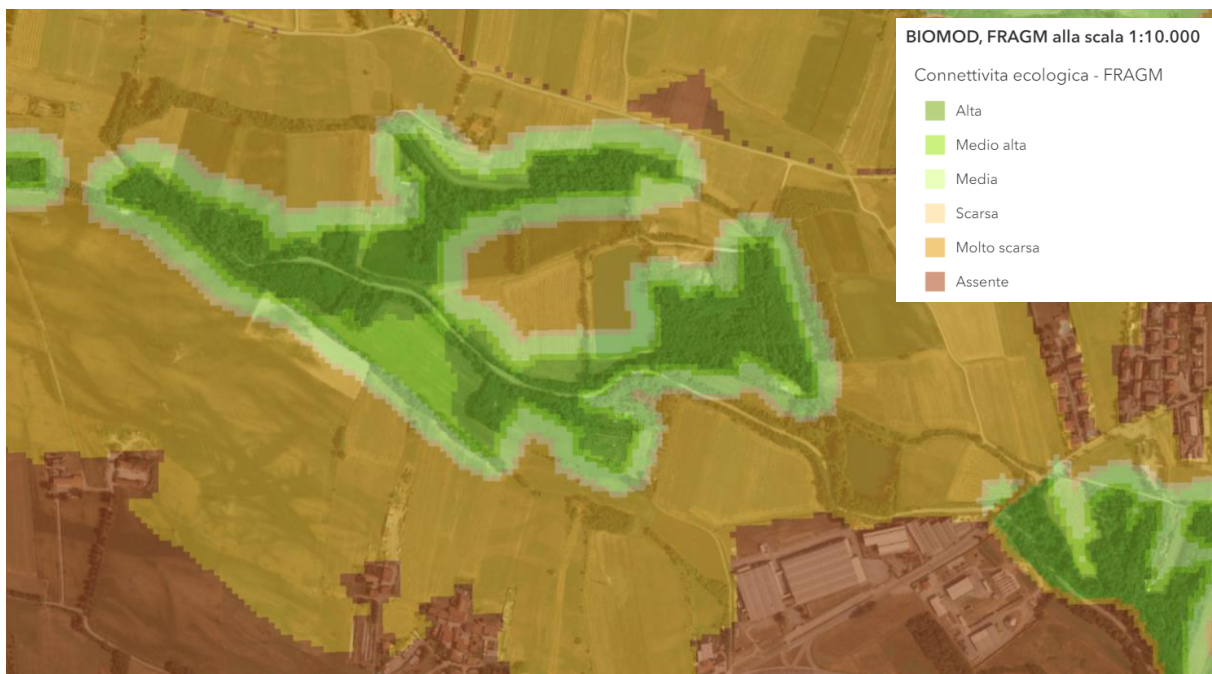 BIOMOD, FRAGM alla scala 1:10.000
Connettivita ecologica - FRAGM
Alta
Medio alta
Media
Scarsa
Molto scarsa
Assente